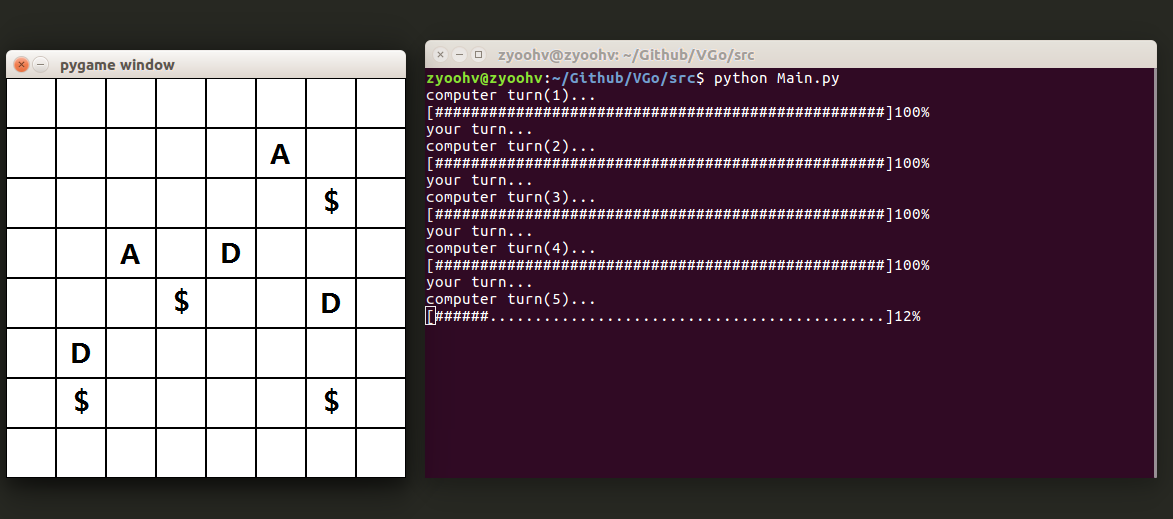 pygame window
A
$
A D
$ D
D
$ $
zyoohv@zyoohv: ~/Github/VGo/src
zyoohv@zyoohv:~/Github/VGo/src$ python Main.py
computer turn(1)...
[##################################################]100%
your turn...
computer turn(2)...
[##################################################]100%
your turn...
computer turn(3)...
[##################################################]100%
your turn...
computer turn(4)...
[##################################################]100%
your turn...
computer turn(5)...
[######............................................]12%